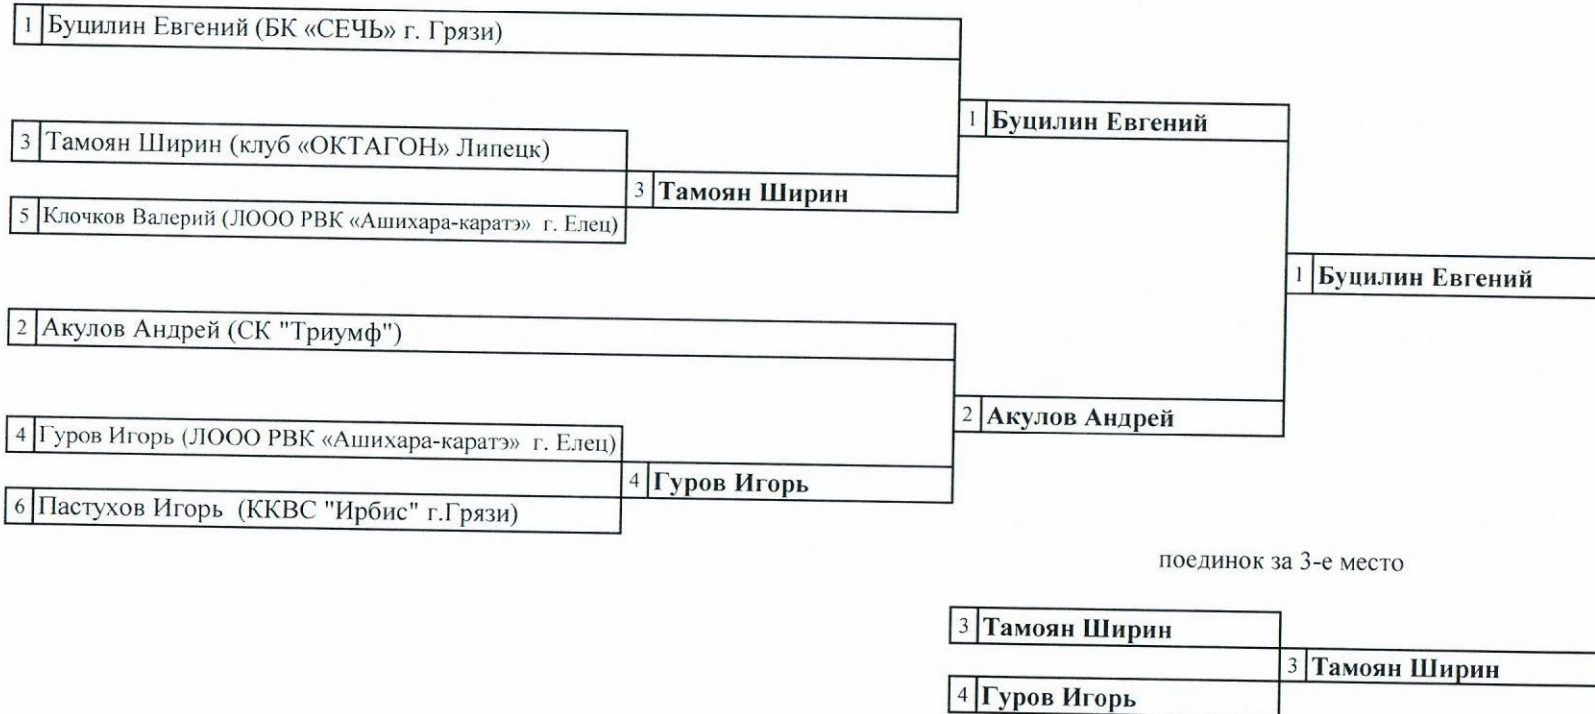 1 Буцилин Евгений (БК «СЕЧЬ» г. Грязи)
1 Буцилин Евгений
3 Тамоян Ширин (клуб «ОКТАГОН» Липецк)
3 Тамоян Ширин
5 Клочков Валерий (ЛООО РВК «Ашихара-каратэ» г. Елец)
1 Буцилин Евгений
2 Акулов Андрей (СК "Триумф")
2 Акулов Андрей
4 Гуров Игорь (ЛООО РВК «Ашихара-каратэ» г. Елец)
4 Гуров Игорь
6 Пастухов Игорь (ККВС "Ирбис" г.Грязи)
поединок за 3-е место
3 Тамоян Ширин
3 Тамоян Ширин
4 Гуров Игорь